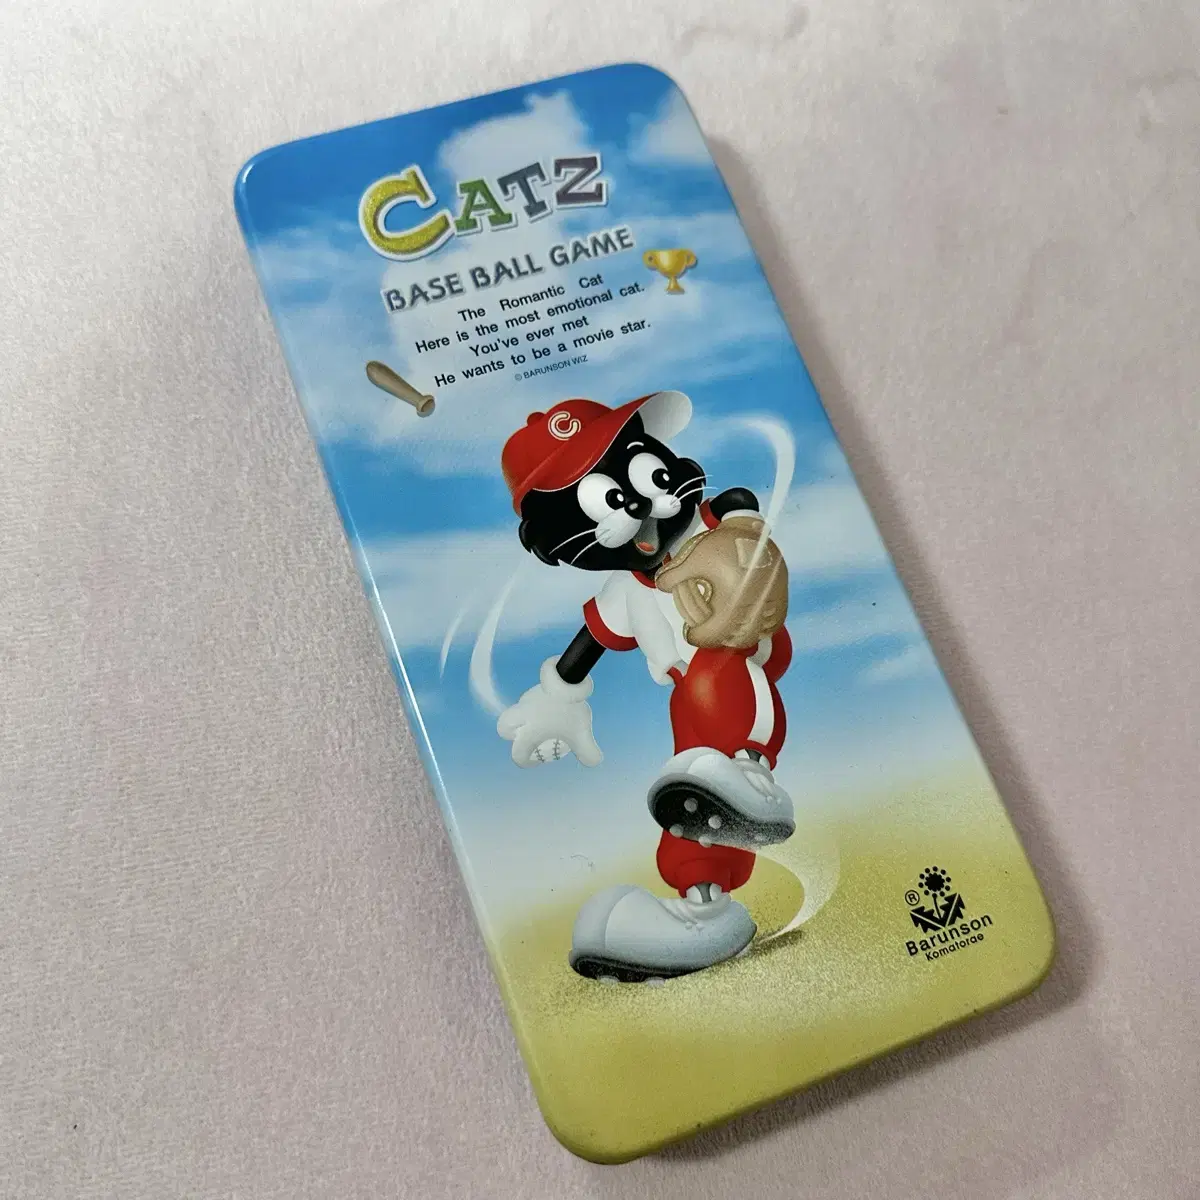 CATZ
BASE BALL GAME
The Romantic Cat
Here is the most emotional cat.
You've ever met
He wants to be a movie star.
© BARUNSON WIZ
C
®
Barunson
Komatorae